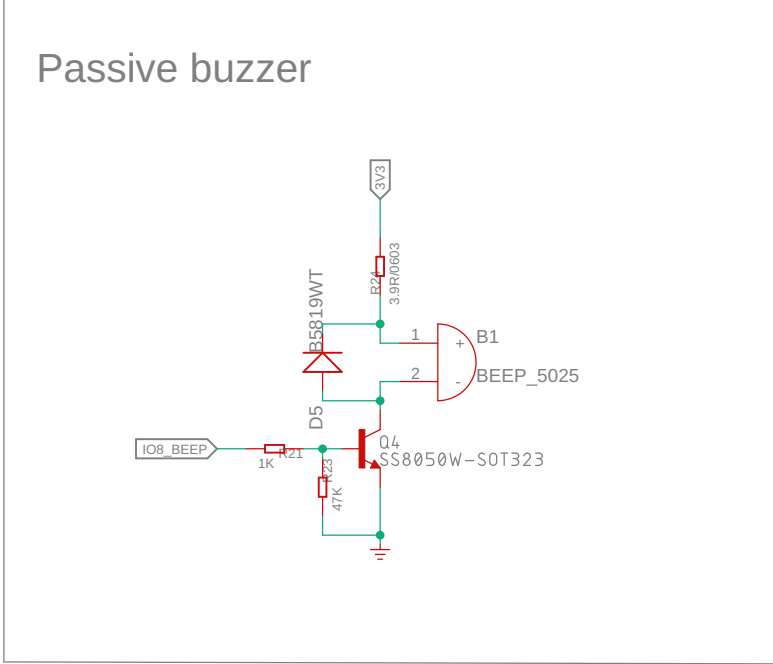 Passive buzzer
3V3
R24
3.9R/0603
B5819WT
D5
1
+
B1
2
-
BEEP_5025
Q4
SS8050W-SOT323
IO8_BEEP
R21
1K
R23
47K